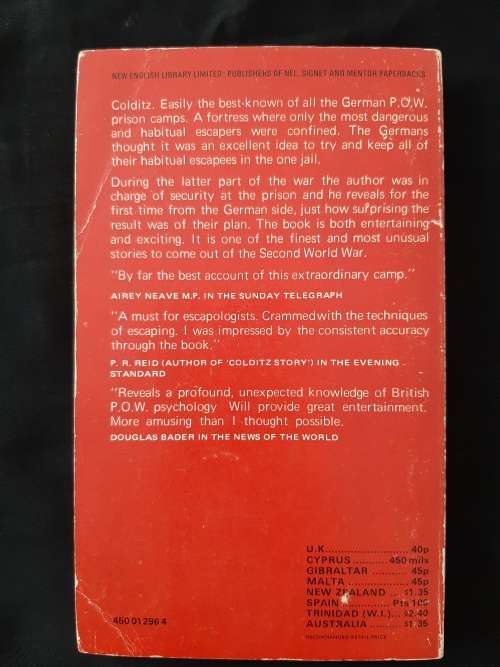 NEW ENGLISH LIBRARY LIMITED: PUBLISHERS OF NEL, SIGNET AND MENTOR PAPERBACKS
Colditz. Easily the best-known of all the German P.O.W.
prison camps. A fortress where only the most dangerous
and habitual escapers were confined. The Germans
thought it was an excellent idea to try and keep all of
their habitual escapees in the one jail.
During the latter part of the war the author was in
charge of security at the prison and he reveals for the
first time from the German side, just how surprising the
result was of their plan. The book is both entertaining
and exciting. It is one of the finest and most unusual
stories to come out of the Second World War.
"By far the best account of this extraordinary camp."
AIREY NEAVE M.P. IN THE SUNDAY TELEGRAPH
"A must for escapologists. Crammed with the techniques
of escaping. I was impressed by the consistent accuracy
through the book."
P. R. REID (AUTHOR OF 'COLDITZ STORY') IN THE EVENING
STANDARD
"Reveals a profound, unexpected knowledge of British
P.O.W. psychology Will provide great entertainment.
More amusing than I thought possible.
DOUGLAS BADER IN THE NEWS OF THE WORLD
U.K.......................... 40p
CYPRUS .......... 450 mils
GIBRALTAR ........... 45p
MALTA .................. 45p
NEW ZEALAND ... $1.35
SPAIN ............. Pts 105
TRINIDAD (W.I.)... $2.40
AUSTRALIA ......... $1.35
RECOMMENDED RETAIL PRICE
450 01296 4